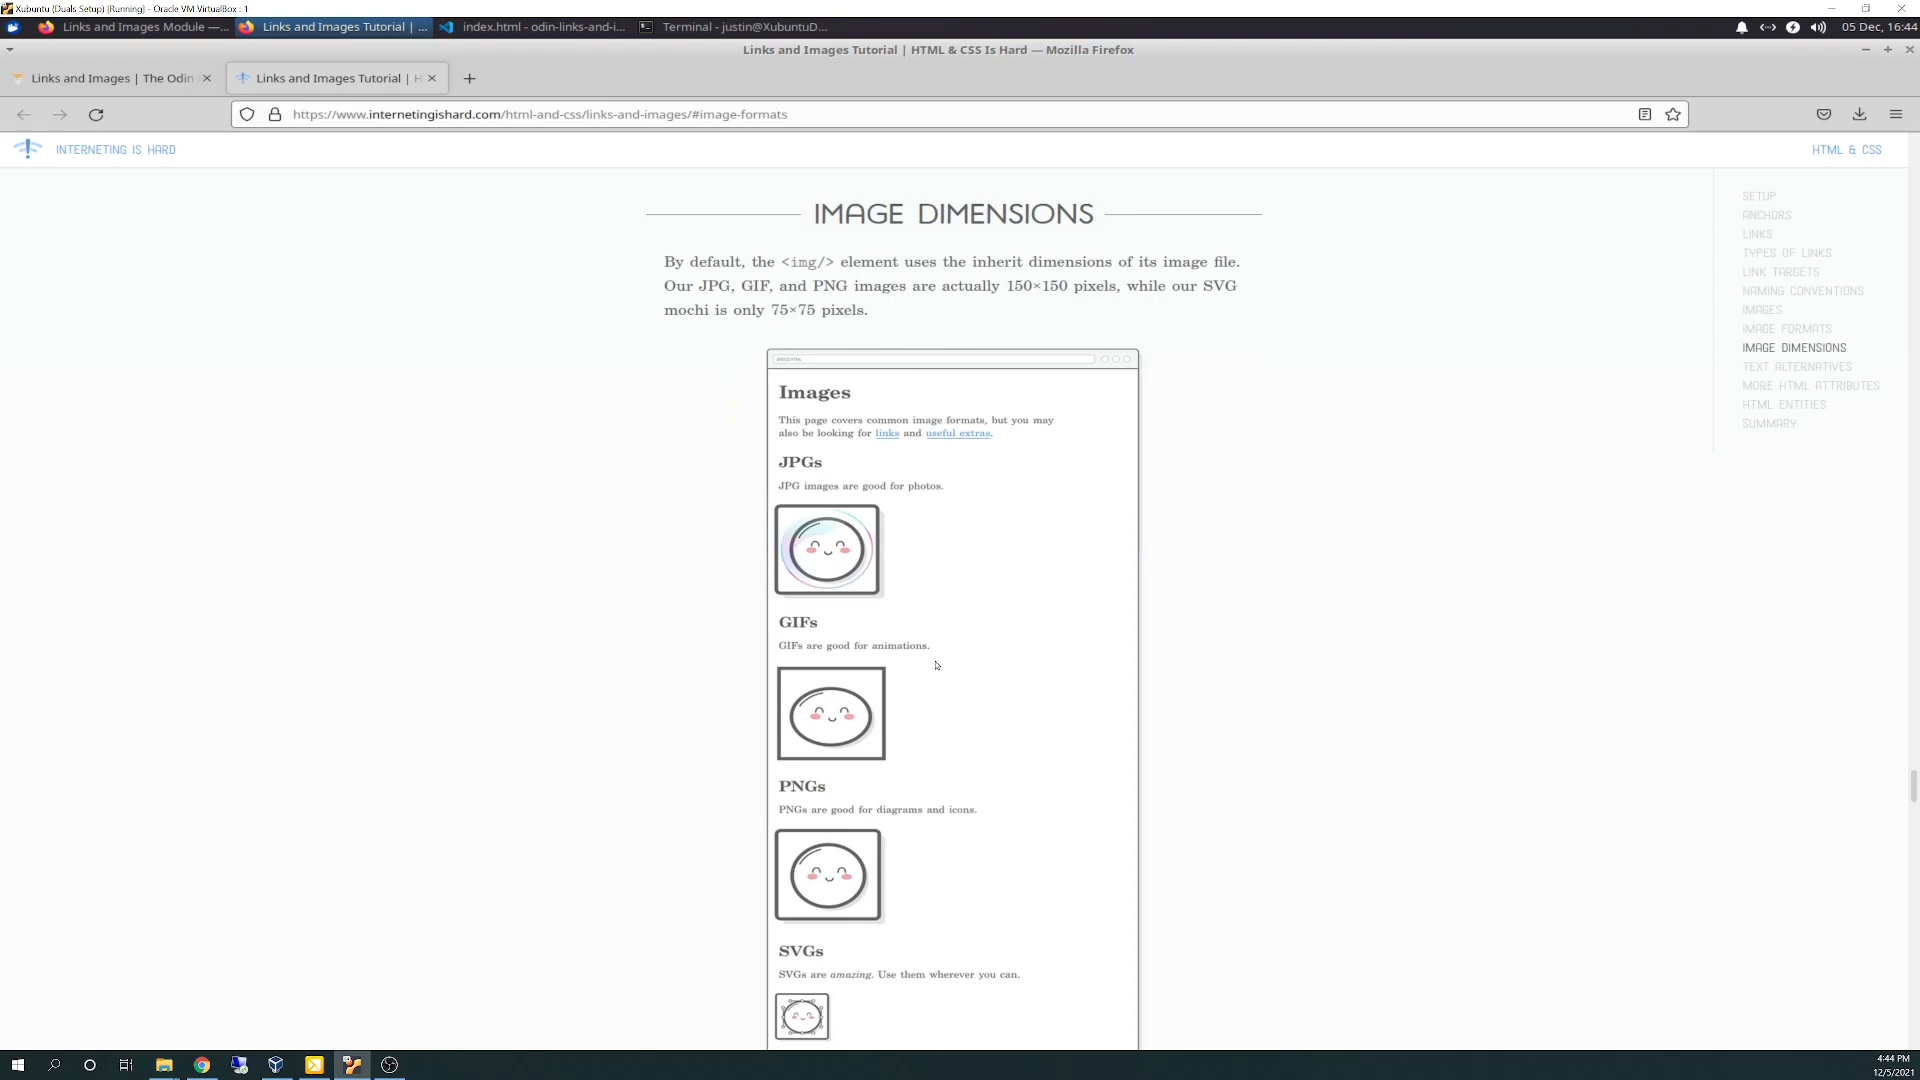 Xubuntu (Duals Setup) [Running] - Oracle VM VirtualBox : 1
Links and Images Module —...
Links and Images Tutorial | ...
index.html - odin-links-and-i...
Terminal - justin@XubuntuD...
05 Dec, 16:44
Links and Images Tutorial | HTML & CSS Is Hard — Mozilla Firefox
Links and Images | The Odin
Links and Images Tutorial | H
https://www.internetingishard.com/html-and-css/links-and-images/#image-formats
INTERNETING IS HARD
HTML & CSS
IMAGE DIMENSIONS
By default, the <img/> element uses the inherit dimensions of its image file.
Our JPG, GIF, and PNG images are actually 150×150 pixels, while our SVG
mochi is only 75×75 pixels.
Images
This page covers common image formats, but you may
also be looking for links and useful extras.
JPGs
JPG images are good for photos.
GIFs
GIFs are good for animations.
PNGs
PNGs are good for diagrams and icons.
SVGs
SVGs are amazing. Use them wherever you can.
SETUP
ANCHORS
LINKS
TYPES OF LINKS
LINK TARGETS
NAMING CONVENTIONS
IMAGES
IMAGE FORMATS
IMAGE DIMENSIONS
TEXT ALTERNATIVES
MORE HTML ATTRIBUTES
HTML ENTITIES
SUMMARY
4:44 PM
12/5/2021